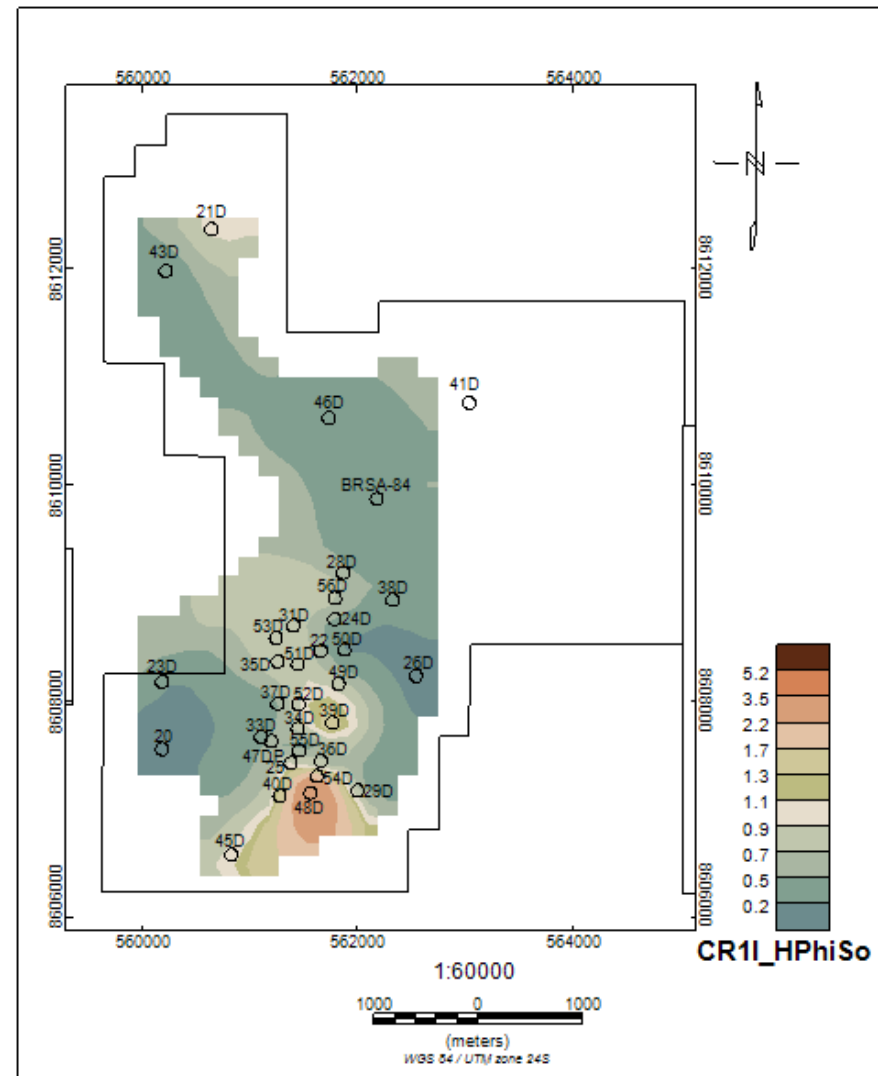 560000 562000 564000
N
21D
8612000 8612000
43D
41D
46D
8610000 8610000
BRSA-84
28D
56D 38D
31D 24D
53D 22 50D
35D 51D
23D 49D 26D
8608000 8608000
37D 52D
34D 39D
20 33D
55D
47DP 36D
25
54D
40D 29D
48D
45D
8606000 8606000
560000 562000 564000
5.2
3.5
2.2
1.7
1.3
1.1
0.9
0.7
0.5
0.2
CR1I_HPhiSo
1:60000
1000 0 1000
(meters)
WGS 84 / UTM zone 24S